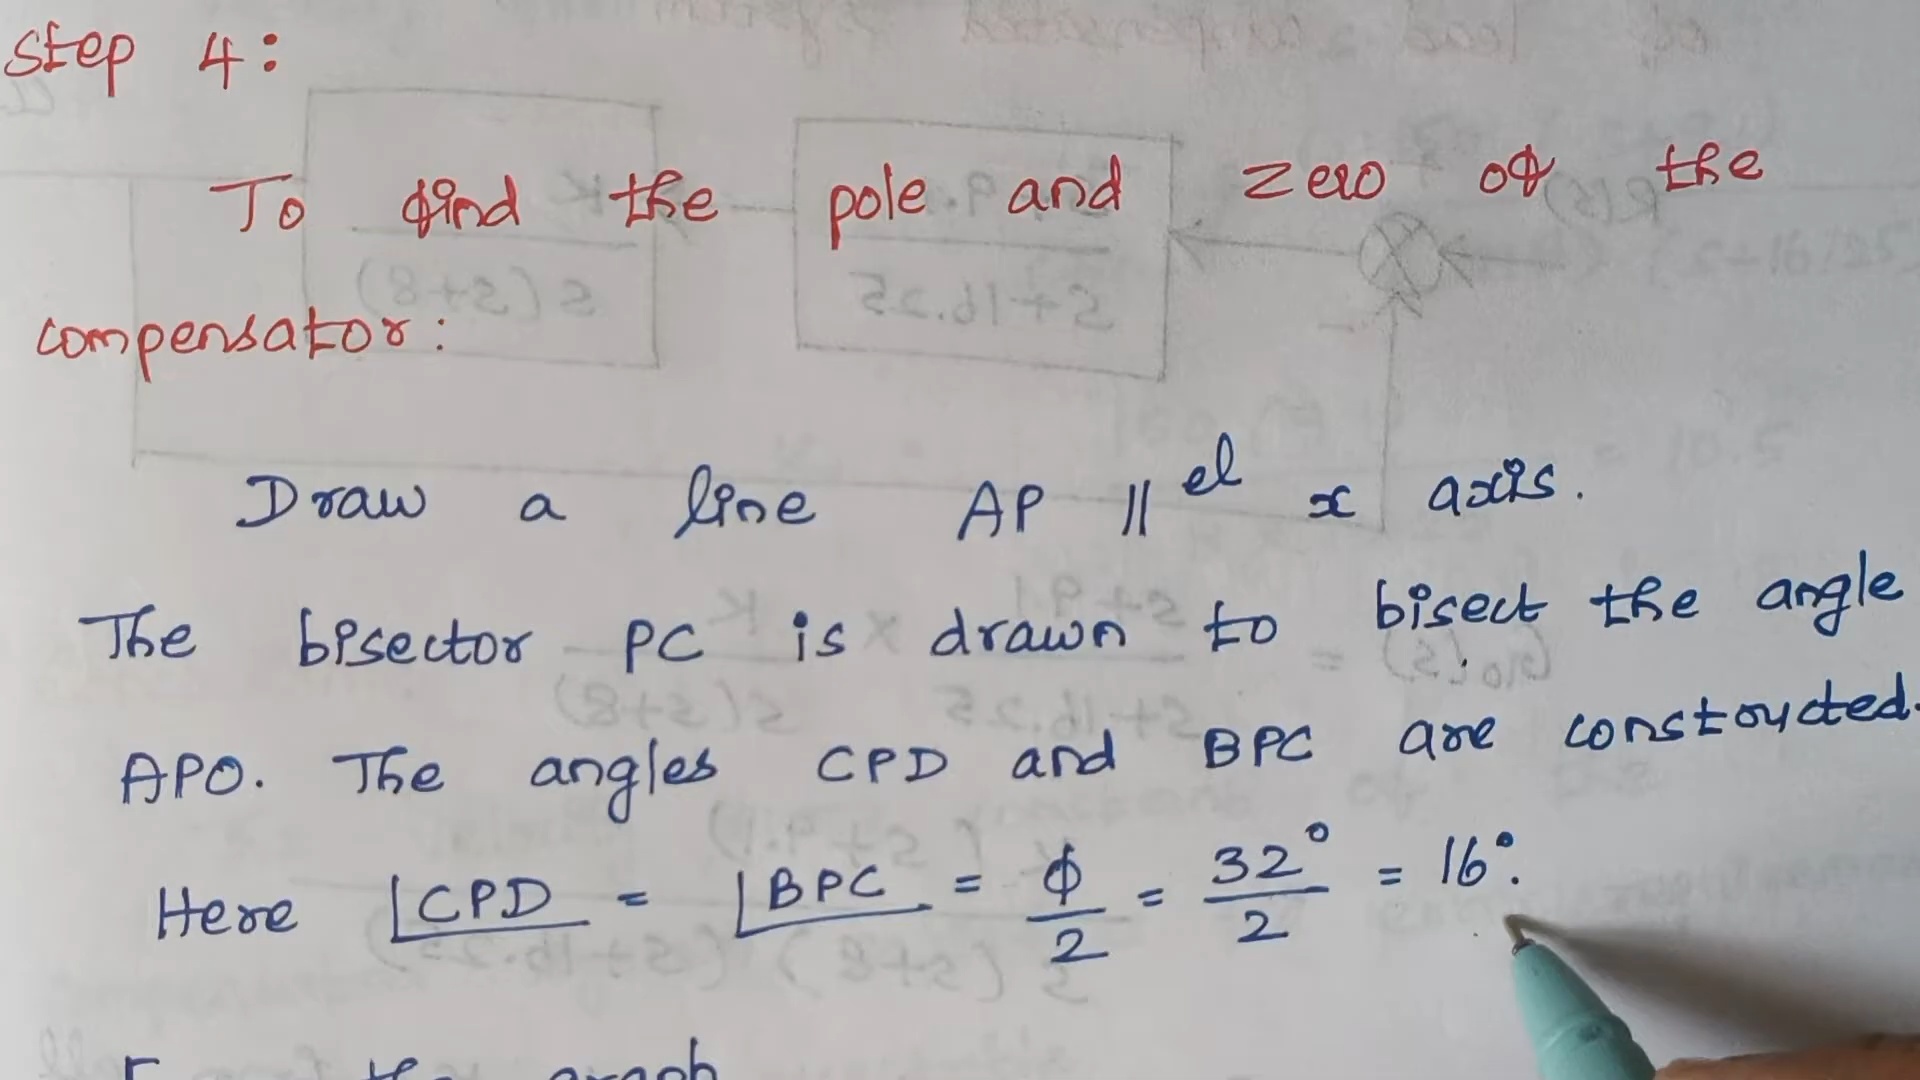 Step 4:
To find the pole and zero of the
compensator:
Draw a line AP ||el x axis.
The bisector PC is drawn to bisect the angle
APO. The angles CPD and BPC are constructed.
Here ∠CPD = ∠BPC = ϕ/2 = 32°/2 = 16°.
the graph